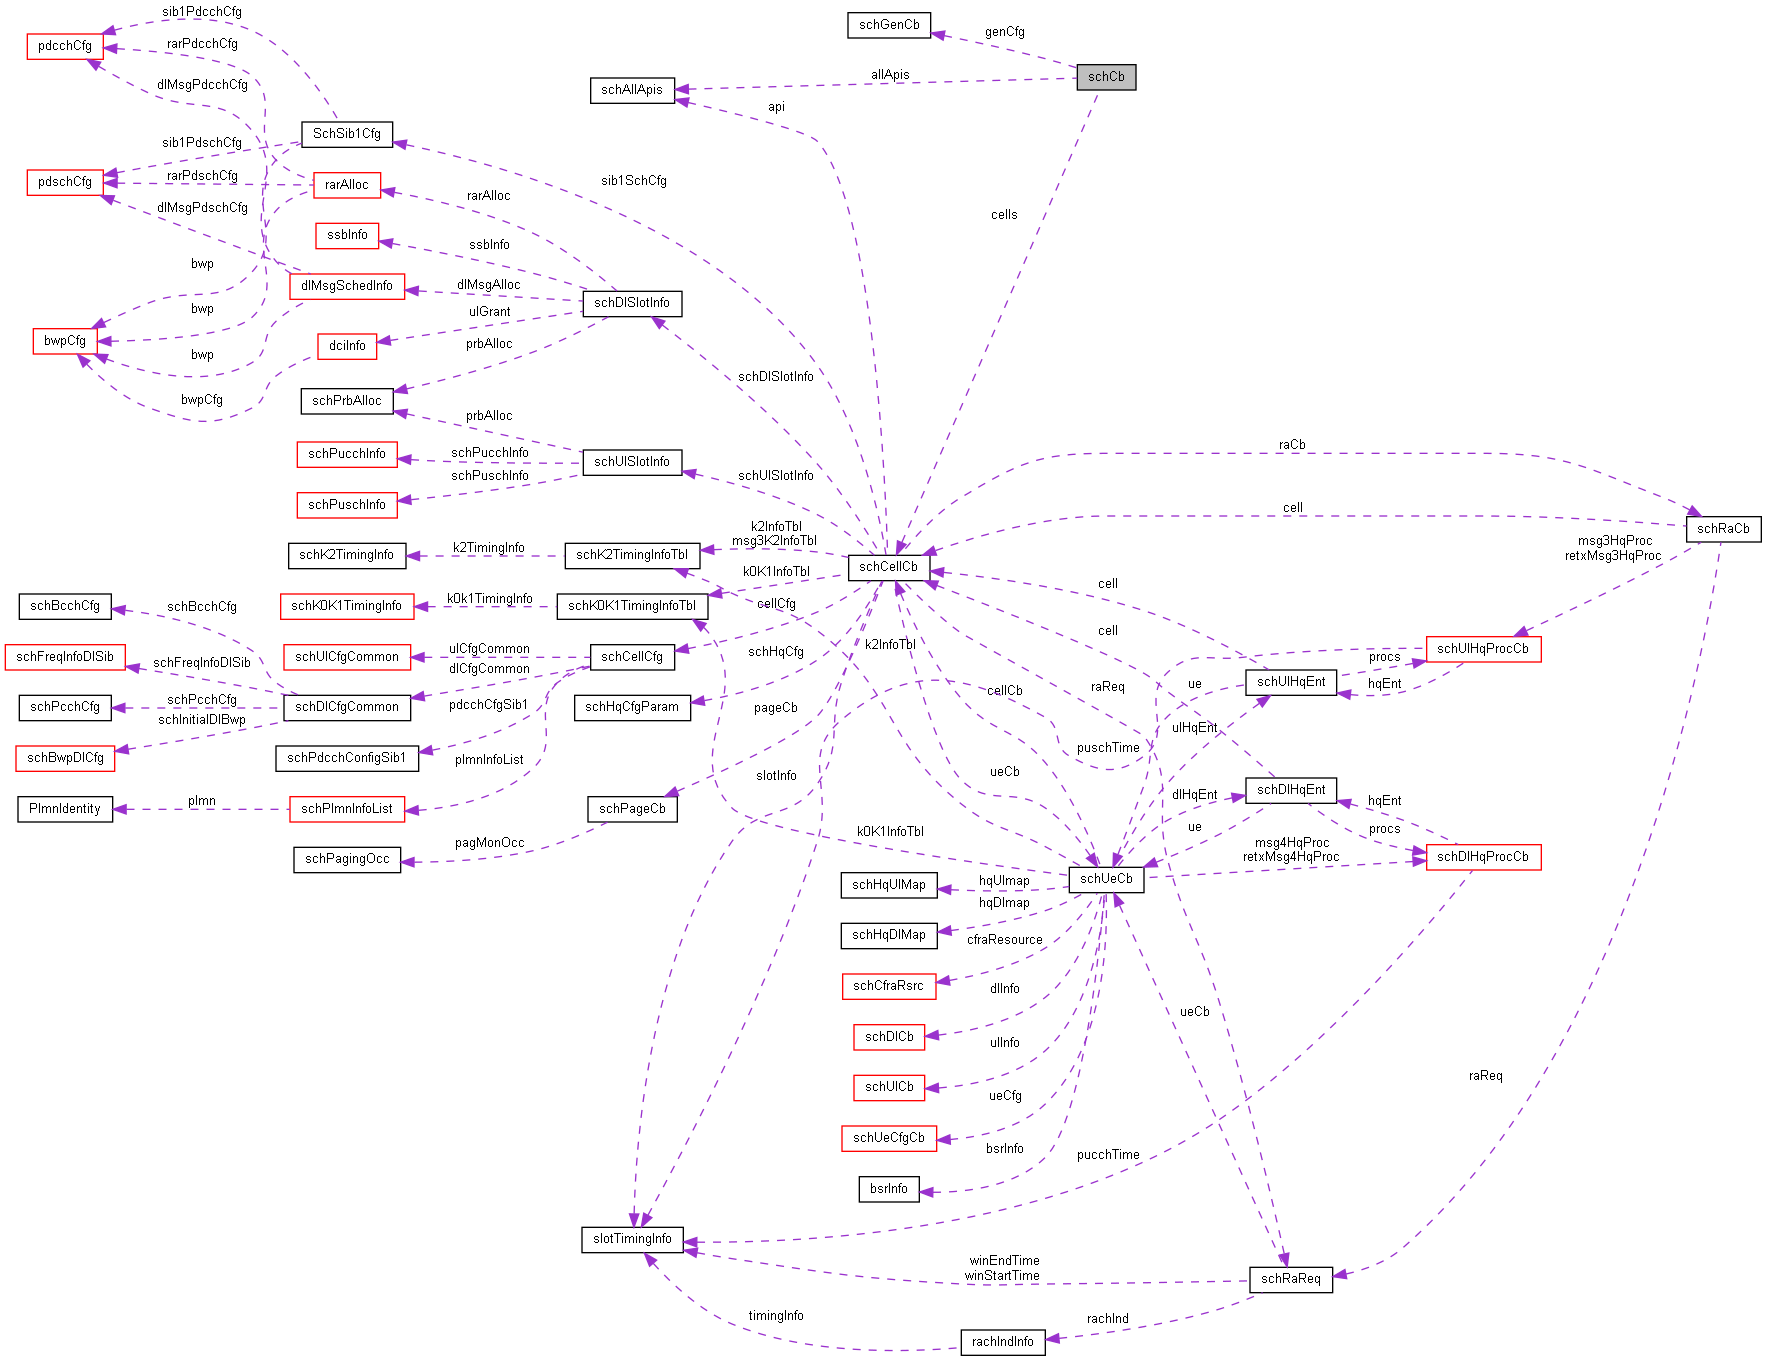 sib1PdcchCfg
schGenCb
genCfg
pdcchCfg
rarPdcchCfg
schCb
allApis
dlMsgPdcchCfg
schAllApis
api
SchSib1Cfg
sib1PdschCfg
sib1SchCfg
rarPdschCfg
pdschCfg
rarAlloc
rarAlloc
dlMsgPdschCfg
cells
ssbInfo
ssbInfo
bwp
dlMsgSchedInfo
dlMsgAlloc
schDlSlotInfo
bwp
ulGrant
bwpCfg
dciInfo
prbAlloc
bwp
schDlSlotInfo
bwpCfg
schPrbAlloc
prbAlloc
raCb
schPucchInfo
schPucchInfo
schUlSlotInfo
schPuschInfo
schUlSlotInfo
schPuschInfo
cell
k2InfoTbl
msg3K2InfoTbl
schRaCb
schK2TimingInfo
k2TimingInfo
schK2TimingInfoTbl
msg3HqProc
retxMsg3HqProc
schCellCb
k0K1InfoTbl
cell
schBcchCfg
schBcchCfg
schK0K1TimingInfo
k0k1TimingInfo
schK0K1TimingInfoTbl
cellCfg
cell
schFreqInfoDlSib
schFreqInfoDlSib
schUlCfgCommon
ulCfgCommon
dlCfgCommon
schCellCfg
schHqCfg
k2InfoTbl
schUlHqProcCb
procs
schPcchCfg
schPcchCfg
schInitialDlBwp
schDlCfgCommon
pdcchCfgSib1
schHqCfgParam
pageCb
cellCb
raReq
ue
schUlHqEnt
hqEnt
schBwpDlCfg
schPdcchConfigSib1
plmnInfoList
slotInfo
puschTime
ulHqEnt
ueCb
PlmnIdentity
plmn
schPlmnInfoList
schPageCb
dlHqEnt
schDlHqEnt
hqEnt
pagMonOcc
k0K1InfoTbl
ue
procs
schPagingOcc
msg4HqProc
retxMsg4HqProc
schDlHqProcCb
schHqUlMap
hqUlmap
schUeCb
hqDlmap
schHqDlMap
cfraResource
schCfraRsrc
dlInfo
schDlCb
ueCb
ulInfo
schUlCb
raReq
ueCfg
schUeCfgCb
bsrInfo
pucchTime
bsrInfo
slotTimingInfo
winEndTime
winStartTime
schRaReq
timingInfo
rachInd
rachIndInfo